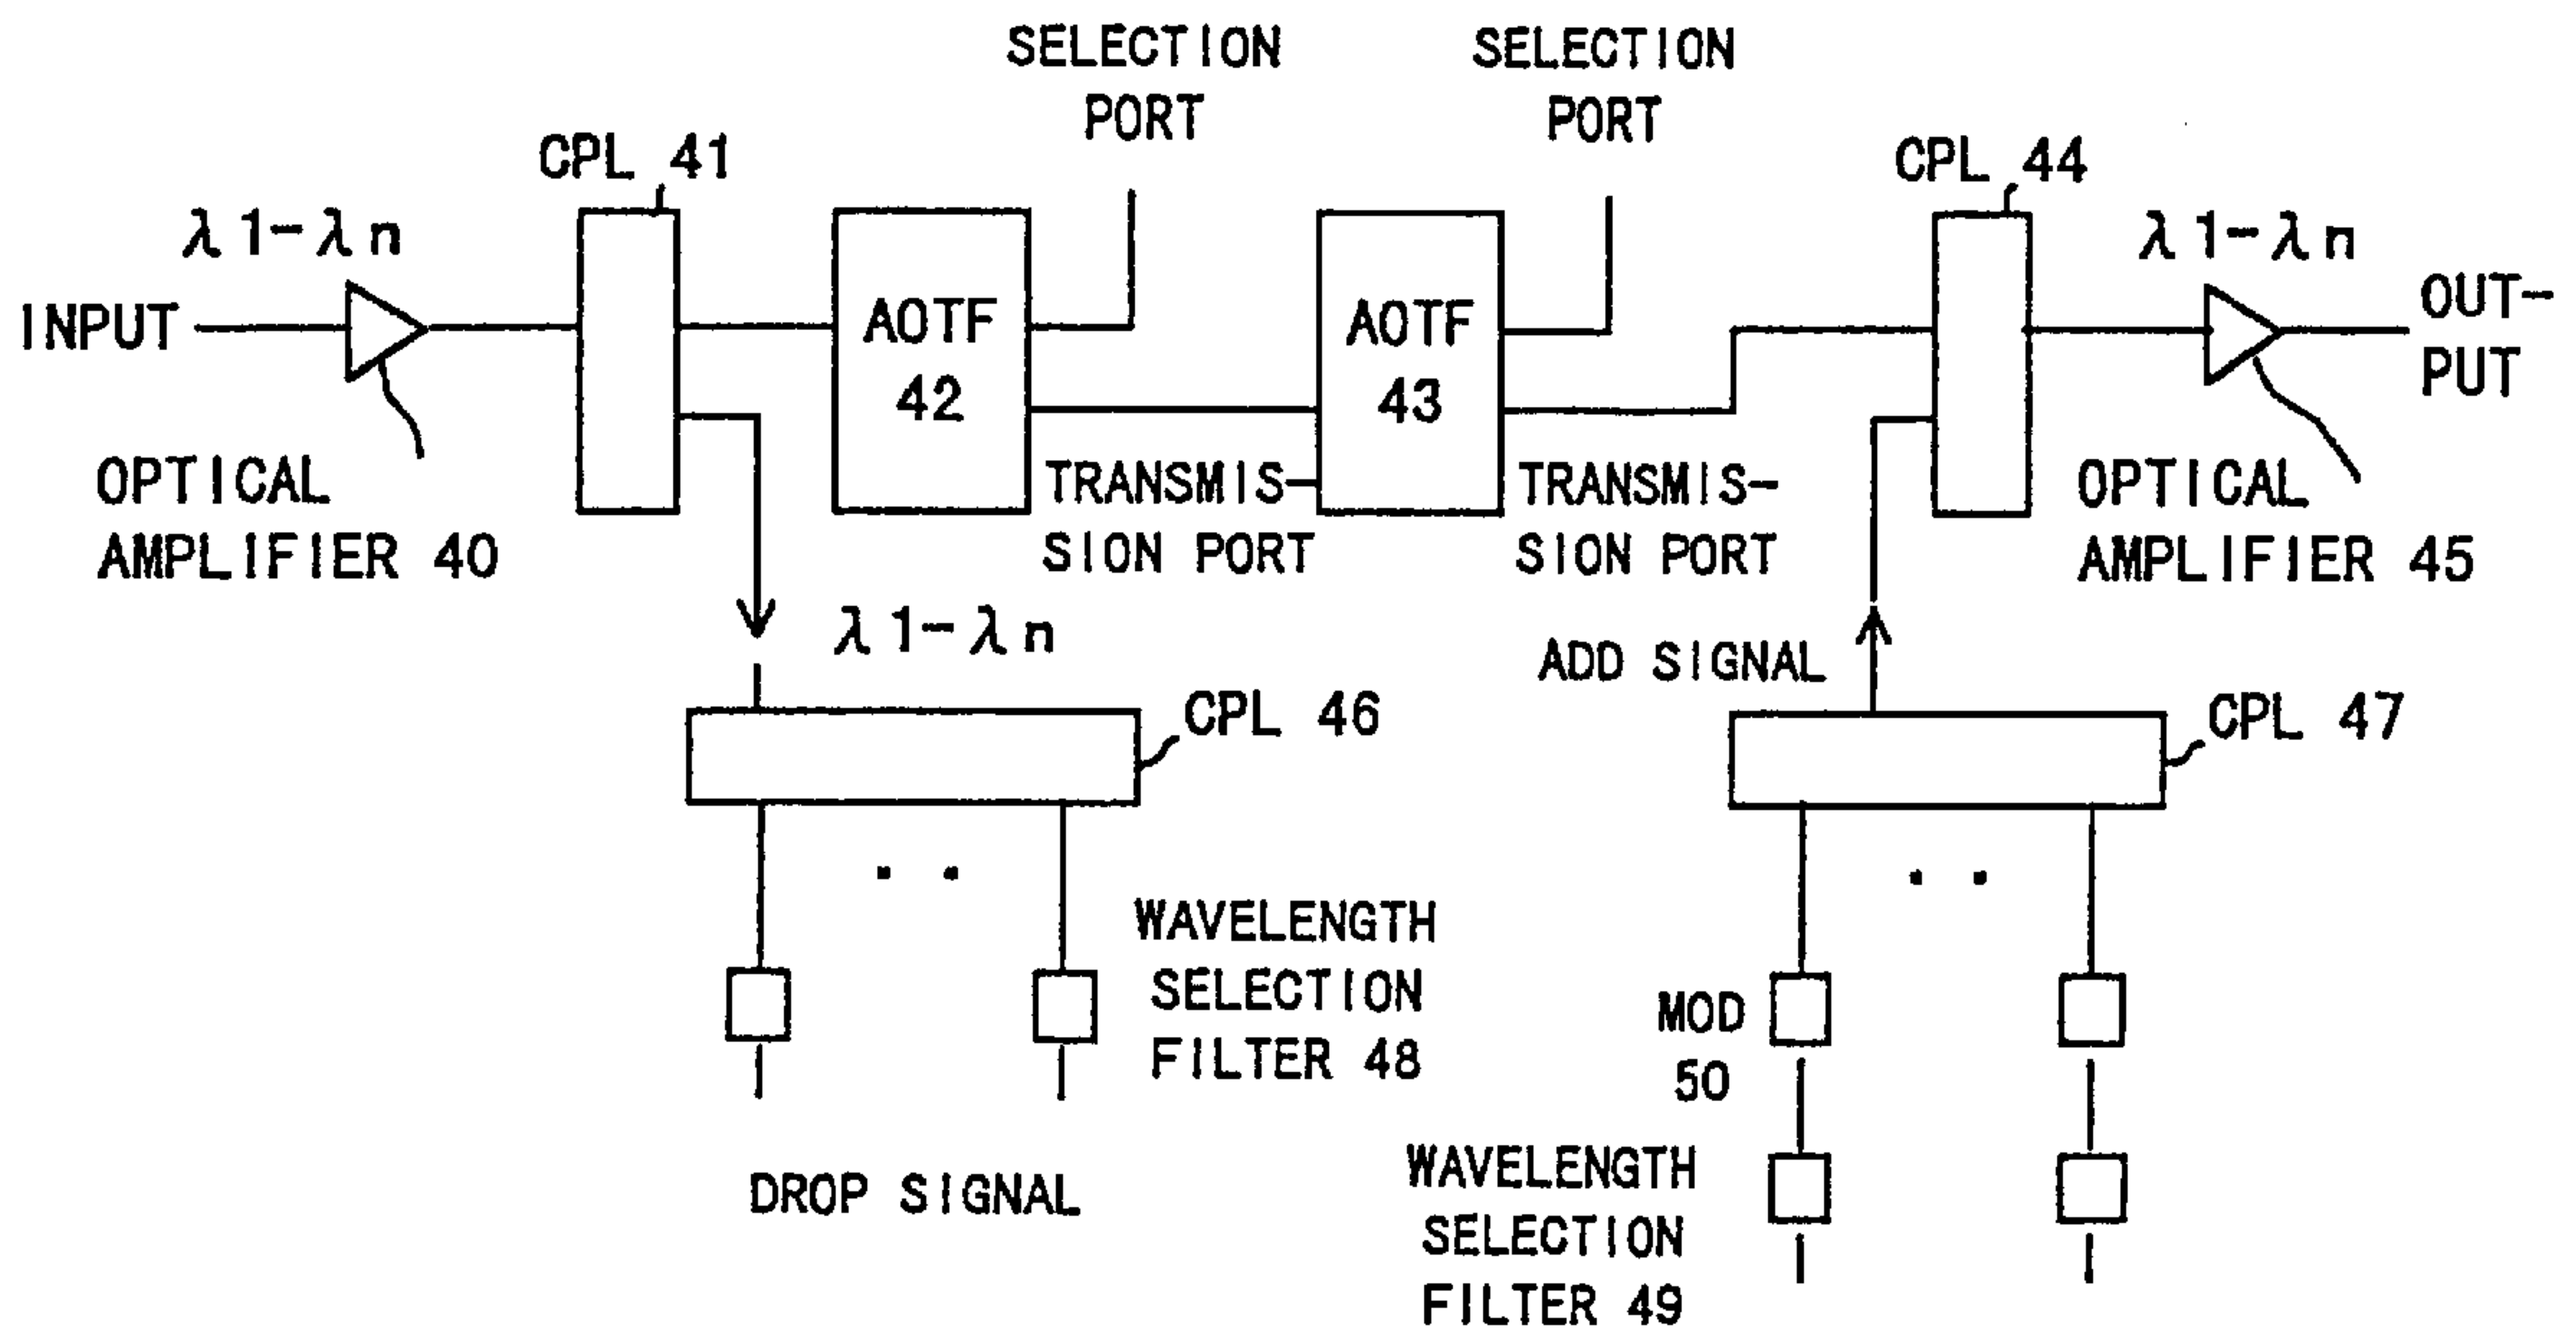 SELECTION
PORT
SELECTION
PORT
CPL 41
CPL 44
λ1-λn
λ1-λn
INPUT
AOTF
42
AOTF
43
OUT-
PUT
OPTICAL
AMPLIFIER 40
TRANSMIS-
SION PORT
TRANSMIS-
SION PORT
OPTICAL
AMPLIFIER 45
λ1-λn
ADD SIGNAL
CPL 46
CPL 47
WAVELENGTH
SELECTION
FILTER 48
MOD
50
DROP SIGNAL
WAVELENGTH
SELECTION
FILTER 49